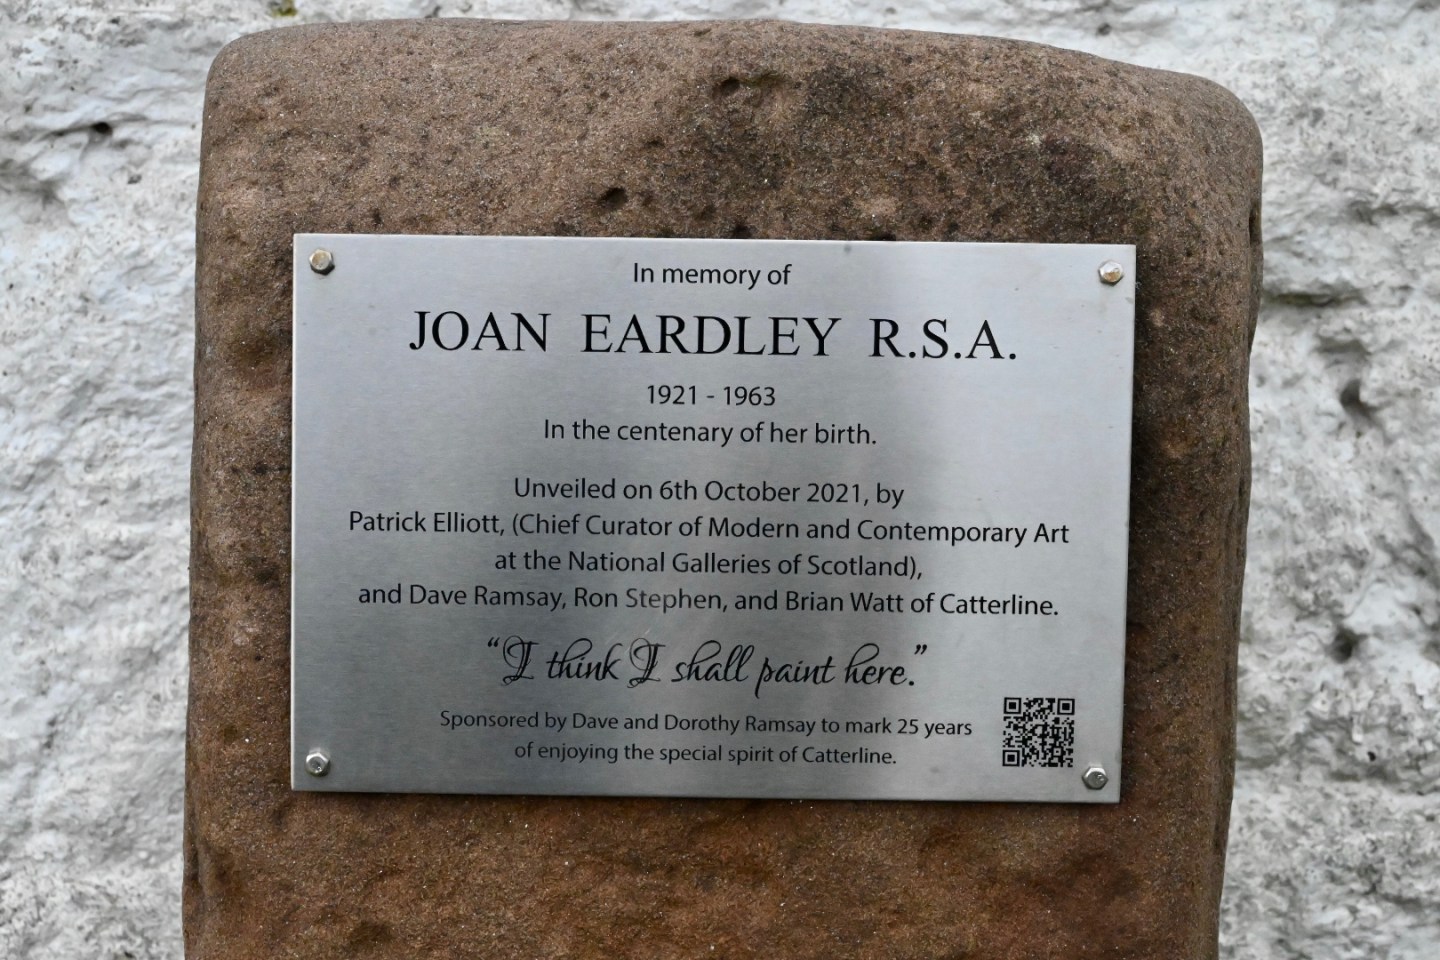 In memory of
JOAN EARDLEY R.S.A.
1921 - 1963
In the centenary of her birth.
Unveiled on 6th October 2021, by
Patrick Elliott, (Chief Curator of Modern and Contemporary Art
at the National Galleries of Scotland),
and Dave Ramsay, Ron Stephen, and Brian Watt of Catterline.
“I think I shall paint here.”
Sponsored by Dave and Dorothy Ramsay to mark 25 years
of enjoying the special spirit of Catterline.